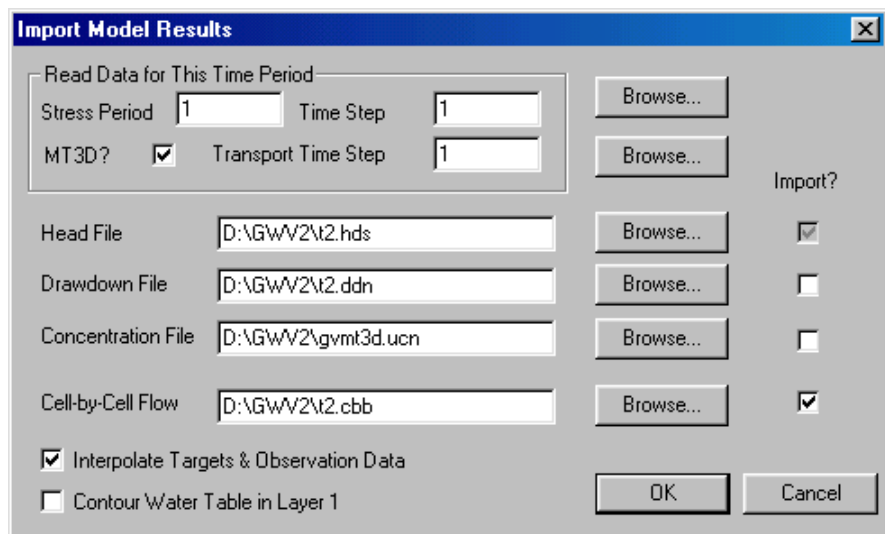 Import Model Results
Read Data for This Time Period
Stress Period 1 Time Step 1 Browse...
MT3D? Transport Time Step 1 Browse...
Import?
Head File D:\GWV2\t2.hds Browse...
Drawdown File D:\GWV2\t2.ddn Browse...
Concentration File D:\GWV2\gvmt3d.ucn Browse...
Cell-by-Cell Flow D:\GWV2\t2.cbb Browse...
Interpolate Targets & Observation Data
Contour Water Table in Layer 1 OK Cancel